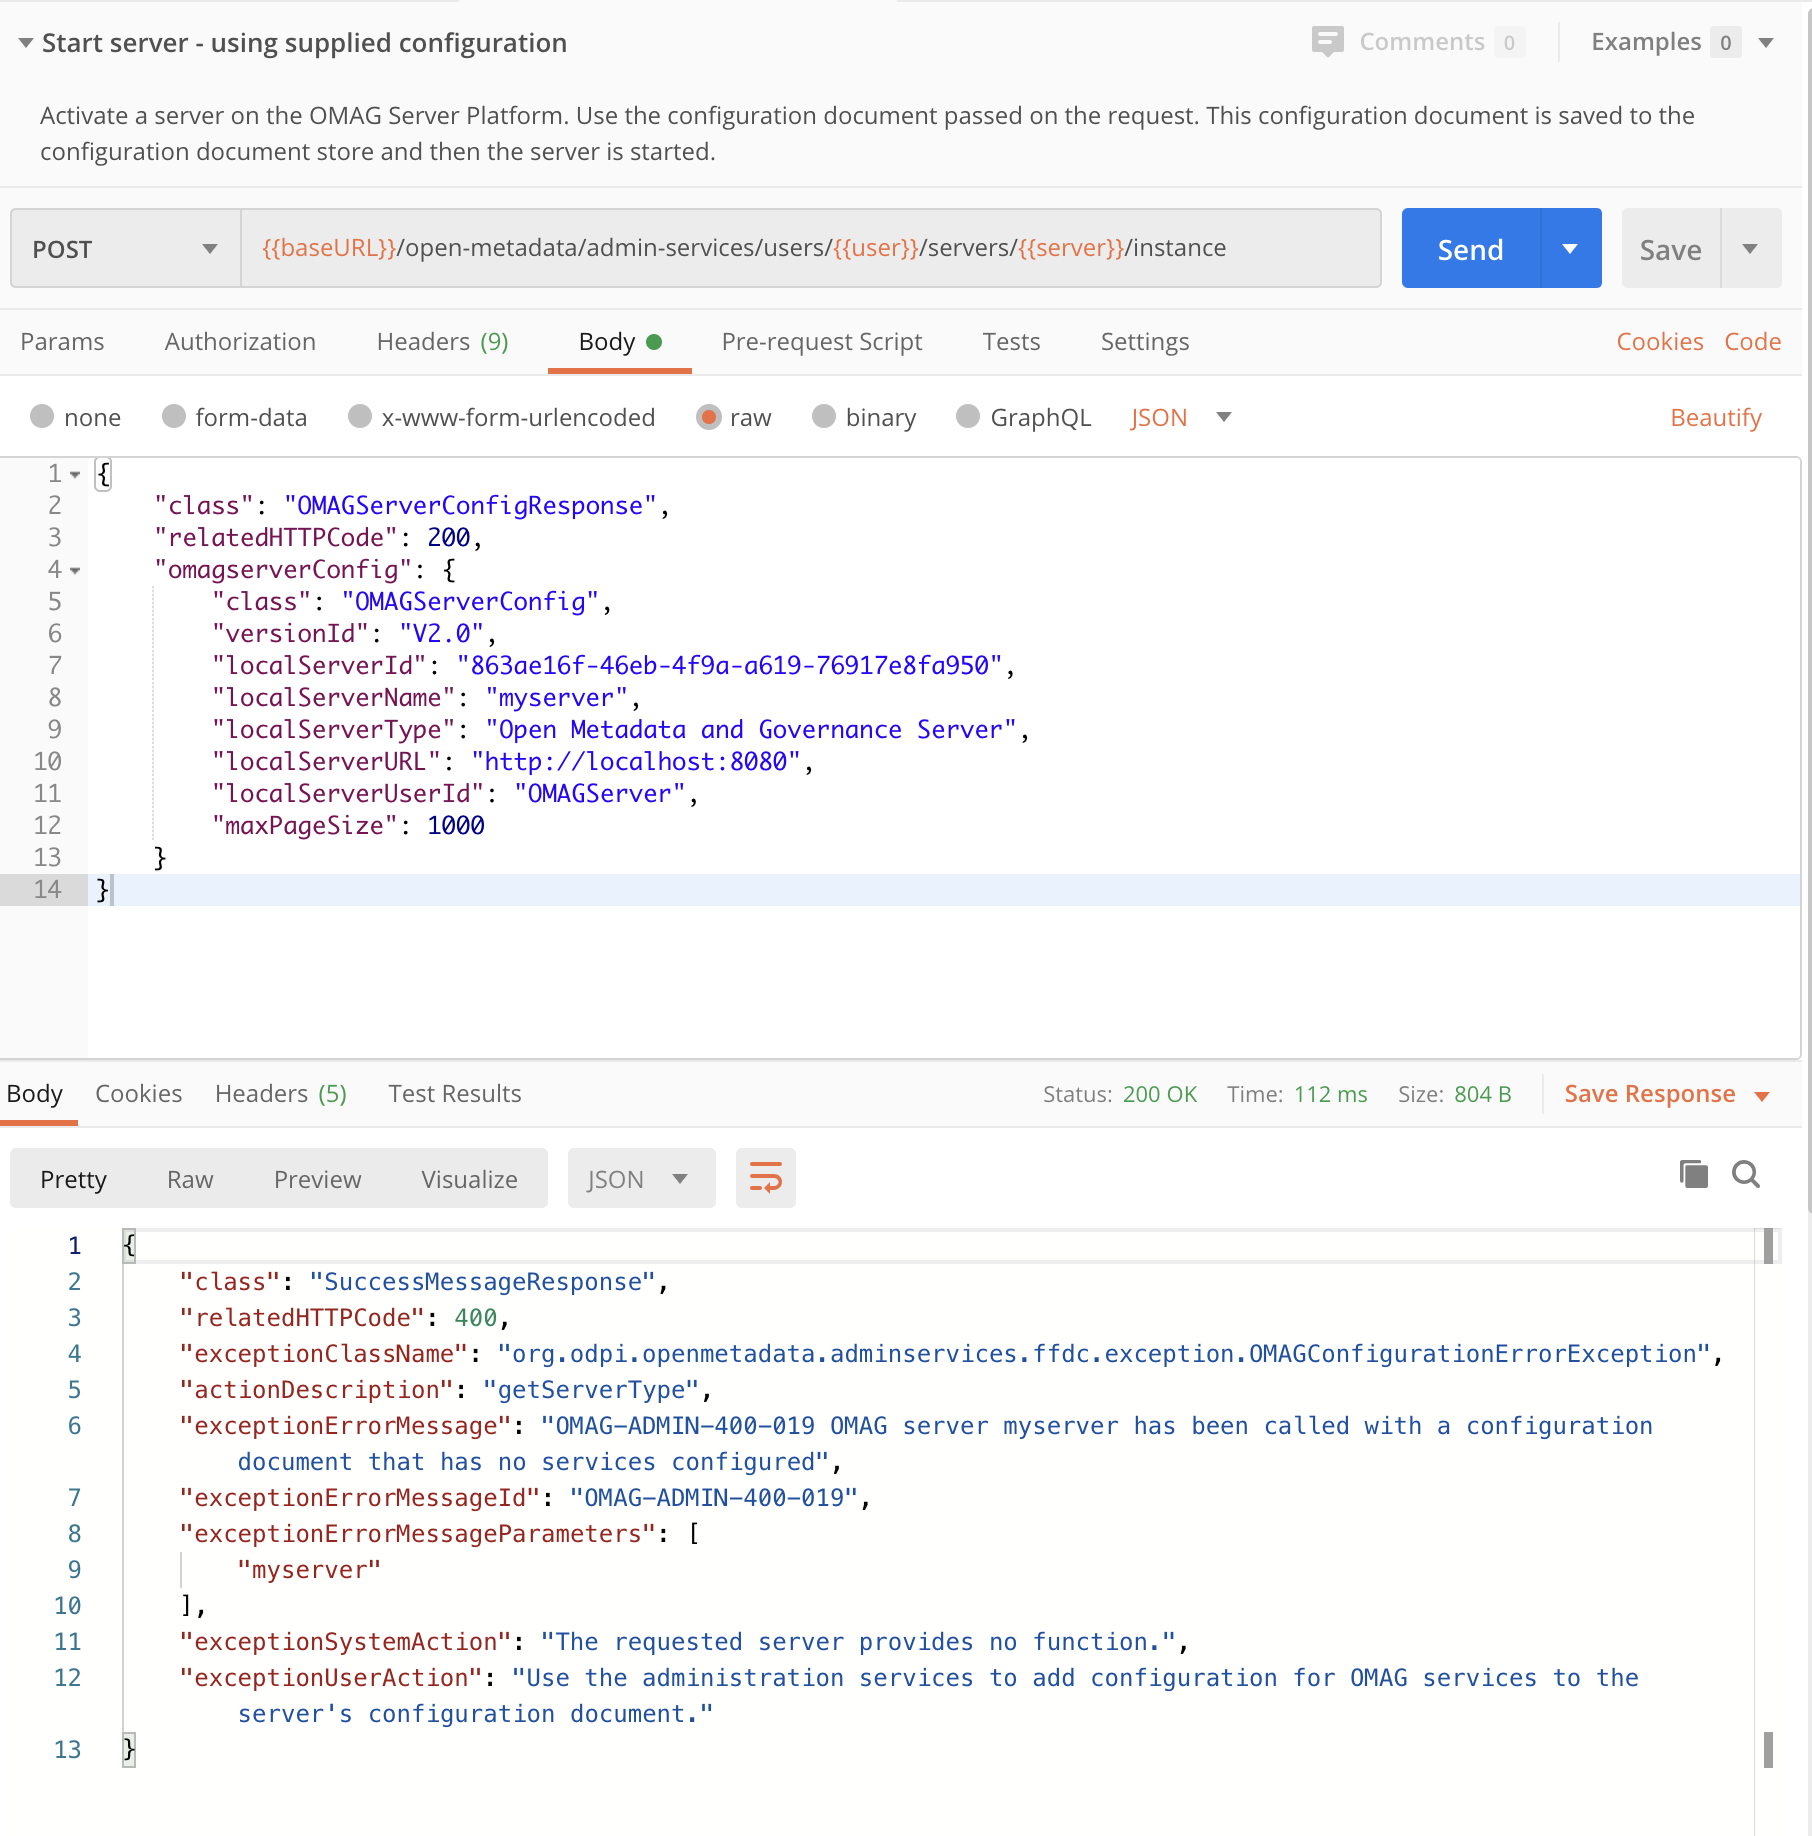 Start server - using supplied configuration
Comments 0
Examples 0
Activate a server on the OMAG Server Platform. Use the configuration document passed on the request. This configuration document is saved to the
configuration document store and then the server is started.
POST
{{baseURL}}/open-metadata/admin-services/users/{{user}}/servers/{{server}}/instance
Send
Save
Params Authorization Headers (9) Body Pre-request Script Tests Settings Cookies Code
none form-data x-www-form-urlencoded raw binary GraphQL JSON Beautify
1 {
2 "class": "OMAGServerConfigResponse",
3 "relatedHTTPCode": 200,
4 "omagserverConfig": {
5 "class": "OMAGServerConfig",
6 "versionId": "V2.0",
7 "localServerId": "863ae16f-46eb-4f9a-a619-76917e8fa950",
8 "localServerName": "myserver",
9 "localServerType": "Open Metadata and Governance Server",
10 "localServerURL": "http://localhost:8080",
11 "localServerUserId": "OMAGServer",
12 "maxPageSize": 1000
13 }
14 }
Body Cookies Headers (5) Test Results Status: 200 OK Time: 112 ms Size: 804 B Save Response
Pretty Raw Preview Visualize JSON
1 {
2 "class": "SuccessMessageResponse",
3 "relatedHTTPCode": 400,
4 "exceptionClassName": "org.odpi.openmetadata.adminservices.ffdc.exception.OMAGConfigurationErrorException",
5 "actionDescription": "getServerType",
6 "exceptionErrorMessage": "OMAG-ADMIN-400-019 OMAG server myserver has been called with a configuration
document that has no services configured",
7 "exceptionErrorMessageId": "OMAG-ADMIN-400-019",
8 "exceptionErrorMessageParameters": [
9 "myserver"
10 ],
11 "exceptionSystemAction": "The requested server provides no function.",
12 "exceptionUserAction": "Use the administration services to add configuration for OMAG services to the
server's configuration document."
13 }